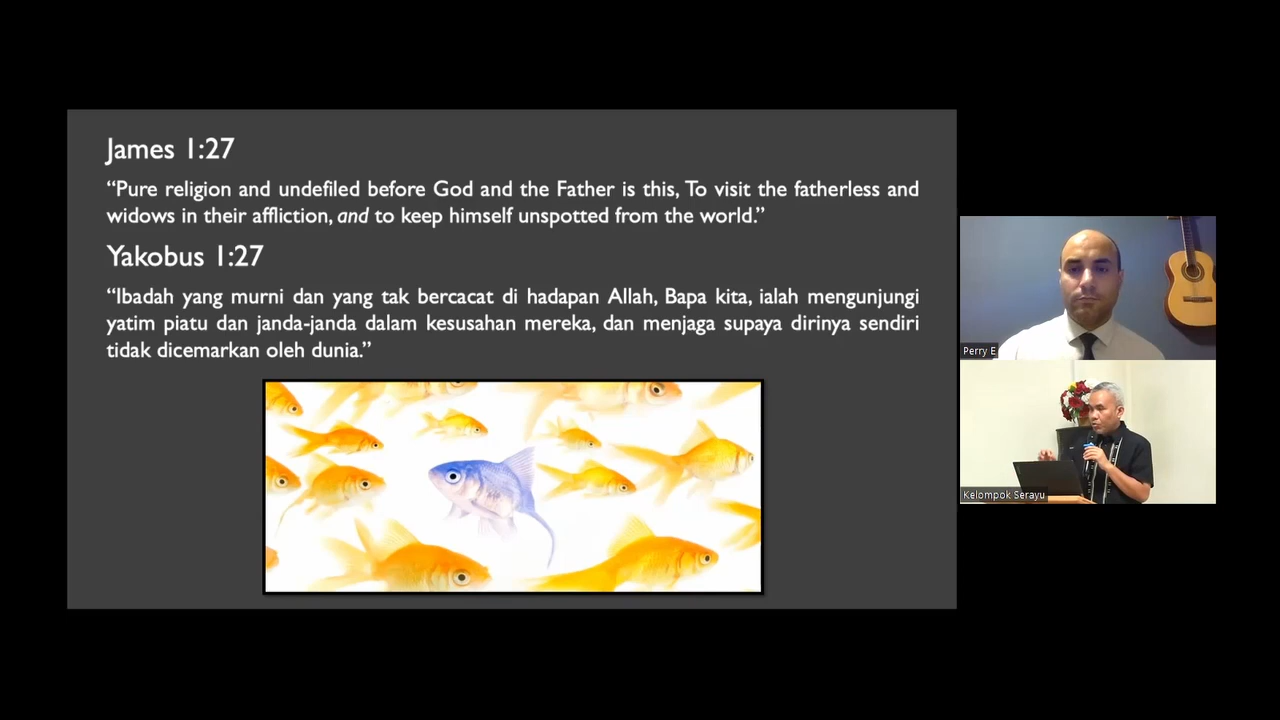 James 1:27
“Pure religion and undefiled before God and the Father is this, To visit the fatherless and
widows in their affliction, and to keep himself unspotted from the world.”
Yakobus 1:27
“Ibadah yang murni dan yang tak bercacat di hadapan Allah, Bapa kita, ialah mengunjungi
yatim piatu dan janda-janda dalam kesusahan mereka, dan menjaga supaya dirinya sendiri
tidak dicemarkan oleh dunia.”
Perry E
Kelompok Serayu